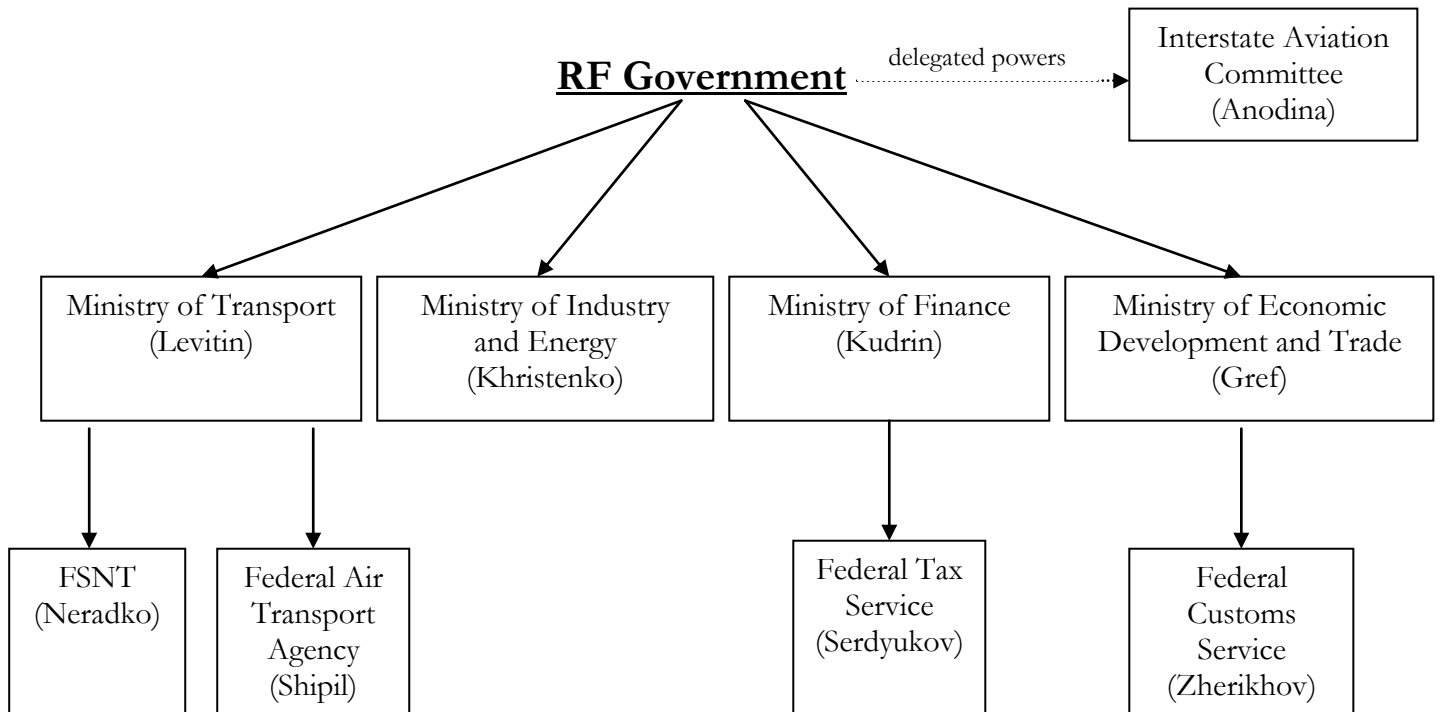 RF Government
delegated powers
Interstate Aviation
Committee
(Anodina)
Ministry of Transport
(Levitin)
Ministry of Industry
and Energy
(Khristenko)
Ministry of Finance
(Kudrin)
Ministry of Economic
Development and Trade
(Gref)
FSNT
(Neradko)
Federal Air
Transport
Agency
(Shipil)
Federal Tax
Service
(Serdyukov)
Federal
Customs
Service
(Zherikhov)